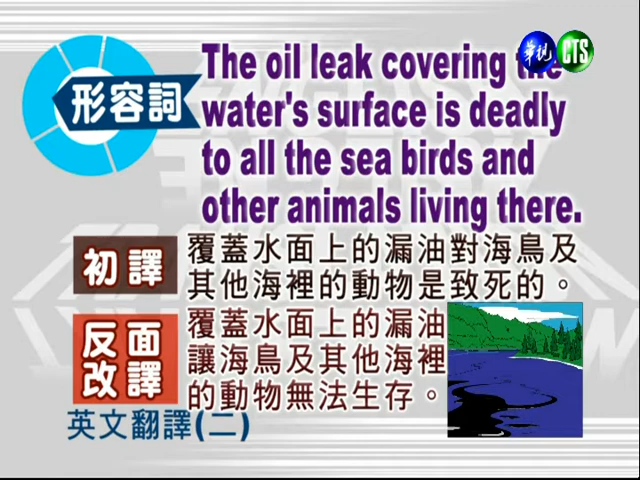 華視 CTS
形容詞
The oil leak covering the
water's surface is deadly
to all the sea birds and
other animals living there.
初譯
覆蓋水面上的漏油對海鳥及
其他海裡的動物是致死的。
反面
改譯
覆蓋水面上的漏油
讓海鳥及其他海裡
的動物無法生存。
英文翻譯(二)